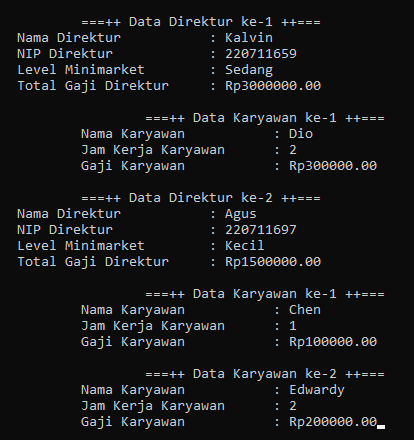 ===++ Data Direktur ke-1 ++===
Nama Direktur : Kalvin
NIP Direktur : 220711659
Level Minimarket : Sedang
Total Gaji Direktur : Rp3000000.00
===++ Data Karyawan ke-1 ++===
Nama Karyawan : Dio
Jam Kerja Karyawan : 2
Gaji Karyawan : Rp300000.00
===++ Data Direktur ke-2 ++===
Nama Direktur : Agus
NIP Direktur : 220711697
Level Minimarket : Kecil
Total Gaji Direktur : Rp1500000.00
===++ Data Karyawan ke-1 ++===
Nama Karyawan : Chen
Jam Kerja Karyawan : 1
Gaji Karyawan : Rp100000.00
===++ Data Karyawan ke-2 ++===
Nama Karyawan : Edwardy
Jam Kerja Karyawan : 2
Gaji Karyawan : Rp200000.00